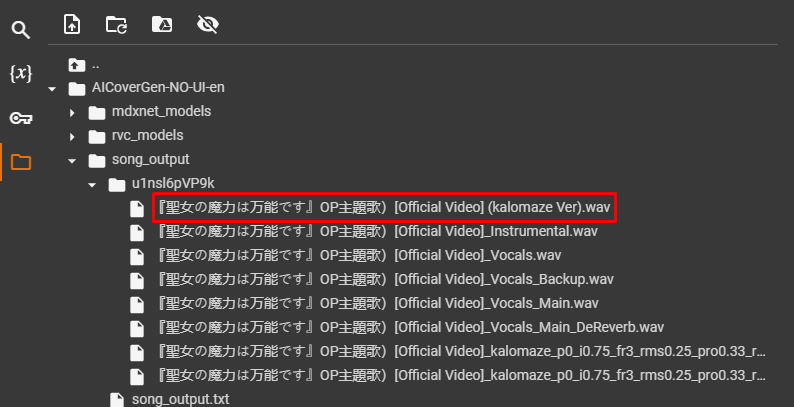 {x}
..
AICoverGen-NO-UI-en
mdxnet_models
rvc_models
song_output
u1nsl6pVP9k
『聖女の魔力は万能です』OP主題歌）[Official Video] (kalomaze Ver).wav
『聖女の魔力は万能です』OP主題歌）[Official Video]_Instrumental.wav
『聖女の魔力は万能です』OP主題歌）[Official Video]_Vocals.wav
『聖女の魔力は万能です』OP主題歌）[Official Video]_Vocals_Backup.wav
『聖女の魔力は万能です』OP主題歌）[Official Video]_Vocals_Main.wav
『聖女の魔力は万能です』OP主題歌）[Official Video]_Vocals_Main_DeReverb.wav
『聖女の魔力は万能です』OP主題歌）[Official Video]_kalomaze_p0_i0.75_fr3_rms0.25_pro0.33_r...
『聖女の魔力は万能です』OP主題歌）[Official Video]_kalomaze_p0_i0.75_fr3_rms0.25_pro0.33_r...
song_output.txt